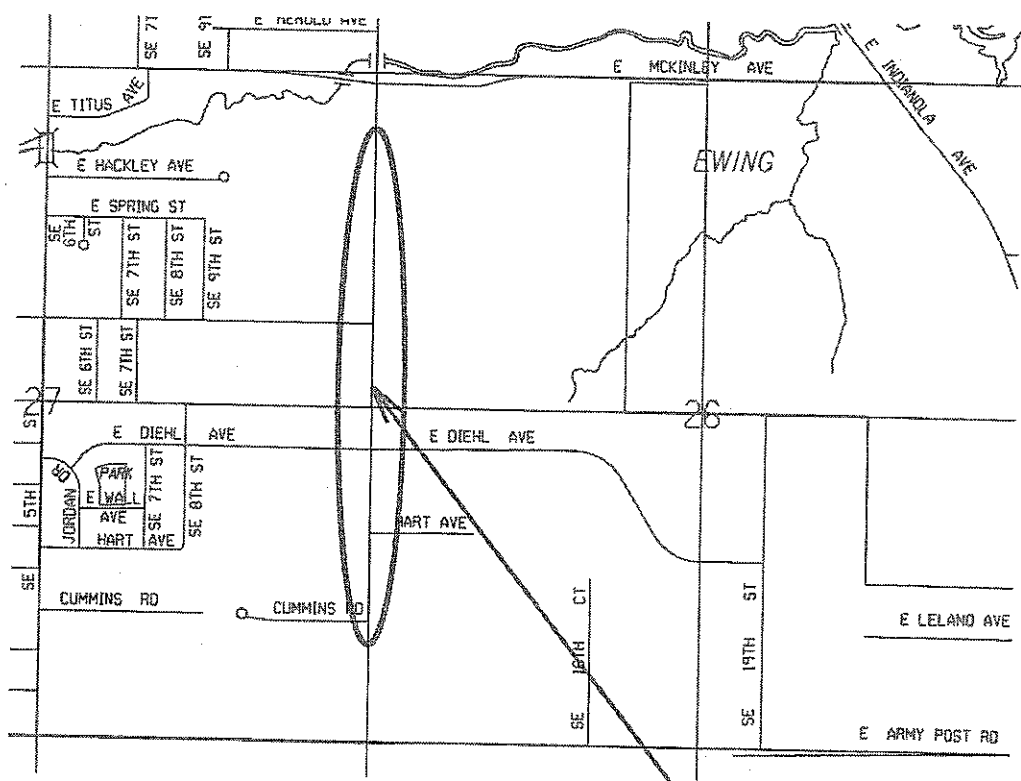 SE 7T
SE 9T
E HEROLD AVE
E MCKINLEY AVE
E INDIANOLA AVE
E TITUS AVE
E HACKLEY AVE
EWING
E SPRING ST
SE 6TH ST
SE 7TH ST
SE 8TH ST
SE 9TH ST
SE 6TH ST
SE 7TH ST
27
26
E DIEHL AVE
E DIEHL AVE
SE 5TH ST
JORDAN DR
PARK
E WALL AVE
SE 7TH ST
SE 8TH ST
HART AVE
HART AVE
CUMMINS RD
CUMMINS RD
SE 18TH CT
SE 19TH ST
E LELAND AVE
E ARMY POST RD